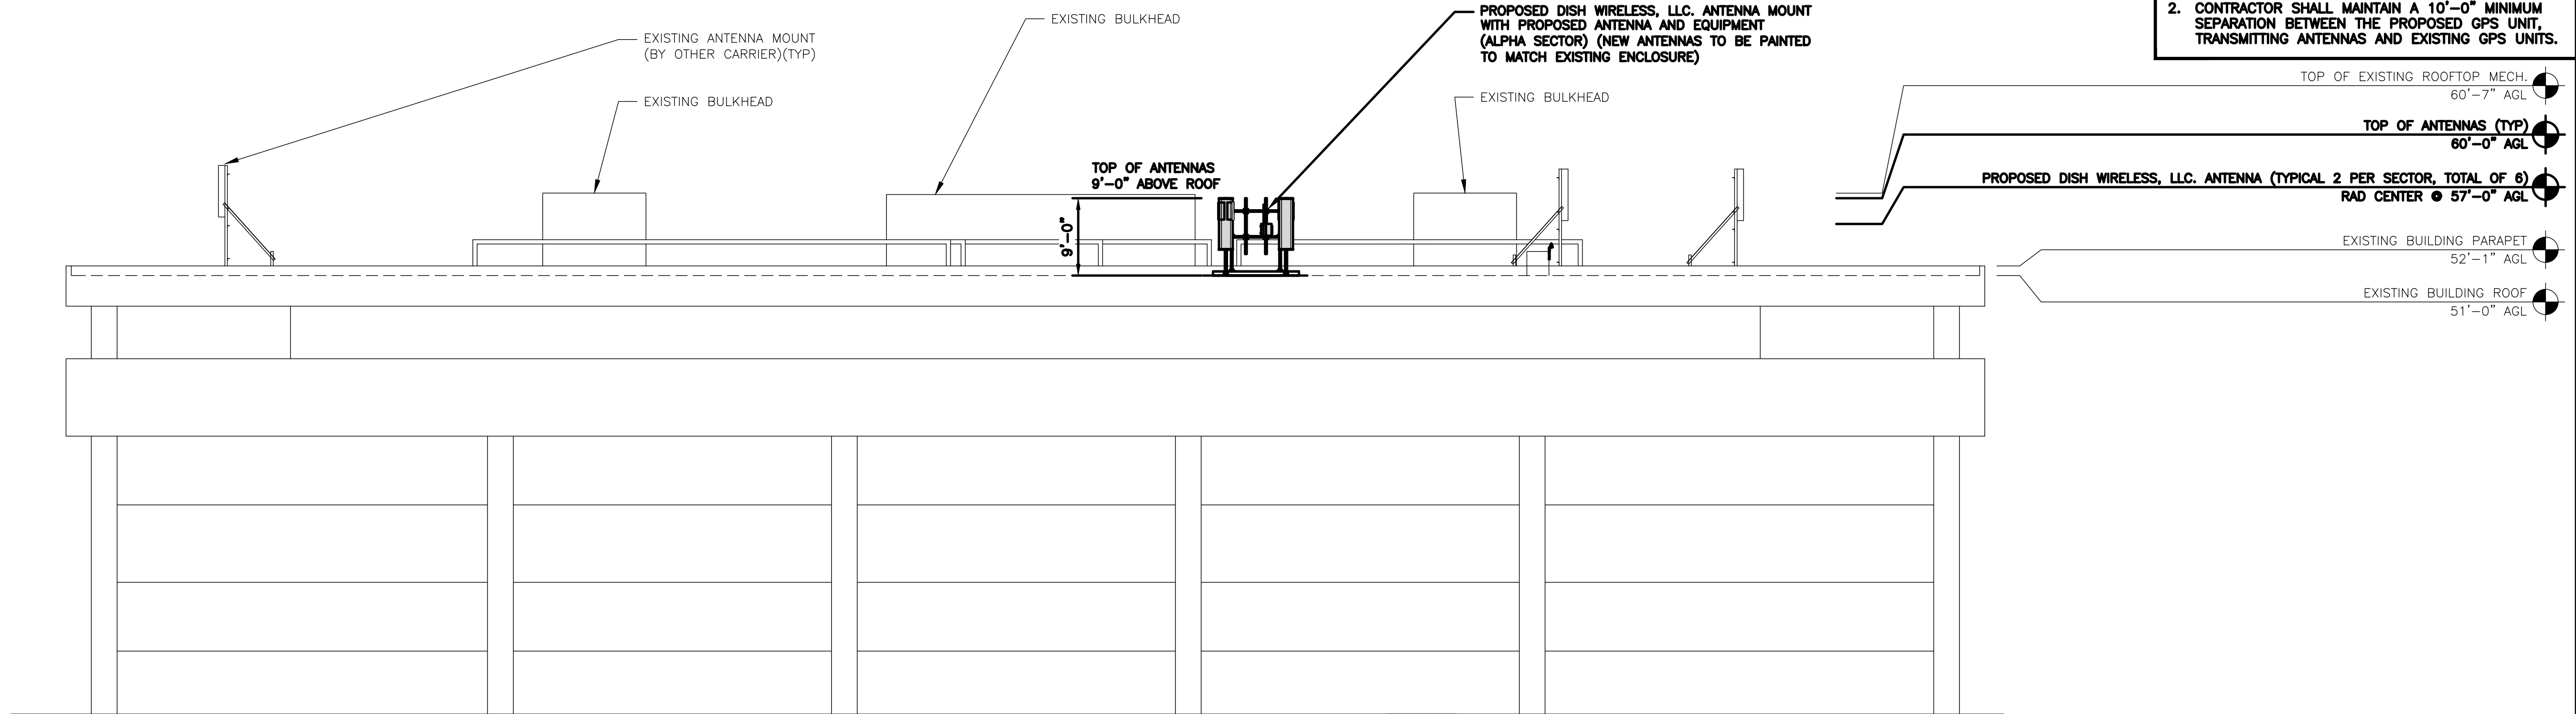 EXISTING ANTENNA MOUNT
(BY OTHER CARRIER)(TYP)
EXISTING BULKHEAD
EXISTING BULKHEAD
PROPOSED DISH WIRELESS, LLC. ANTENNA MOUNT
WITH PROPOSED ANTENNA AND EQUIPMENT
(ALPHA SECTOR) (NEW ANTENNAS TO BE PAINTED
TO MATCH EXISTING ENCLOSURE)
EXISTING BULKHEAD
2. CONTRACTOR SHALL MAINTAIN A 10'-0" MINIMUM
SEPARATION BETWEEN THE PROPOSED GPS UNIT,
TRANSMITTING ANTENNAS AND EXISTING GPS UNITS.
TOP OF ANTENNAS
9'-0" ABOVE ROOF
9'-0"
TOP OF EXISTING ROOFTOP MECH.
60'-7" AGL
TOP OF ANTENNAS (TYP)
60'-0" AGL
PROPOSED DISH WIRELESS, LLC. ANTENNA (TYPICAL 2 PER SECTOR, TOTAL OF 6)
RAD CENTER @ 57'-0" AGL
EXISTING BUILDING PARAPET
52'-1" AGL
EXISTING BUILDING ROOF
51'-0" AGL